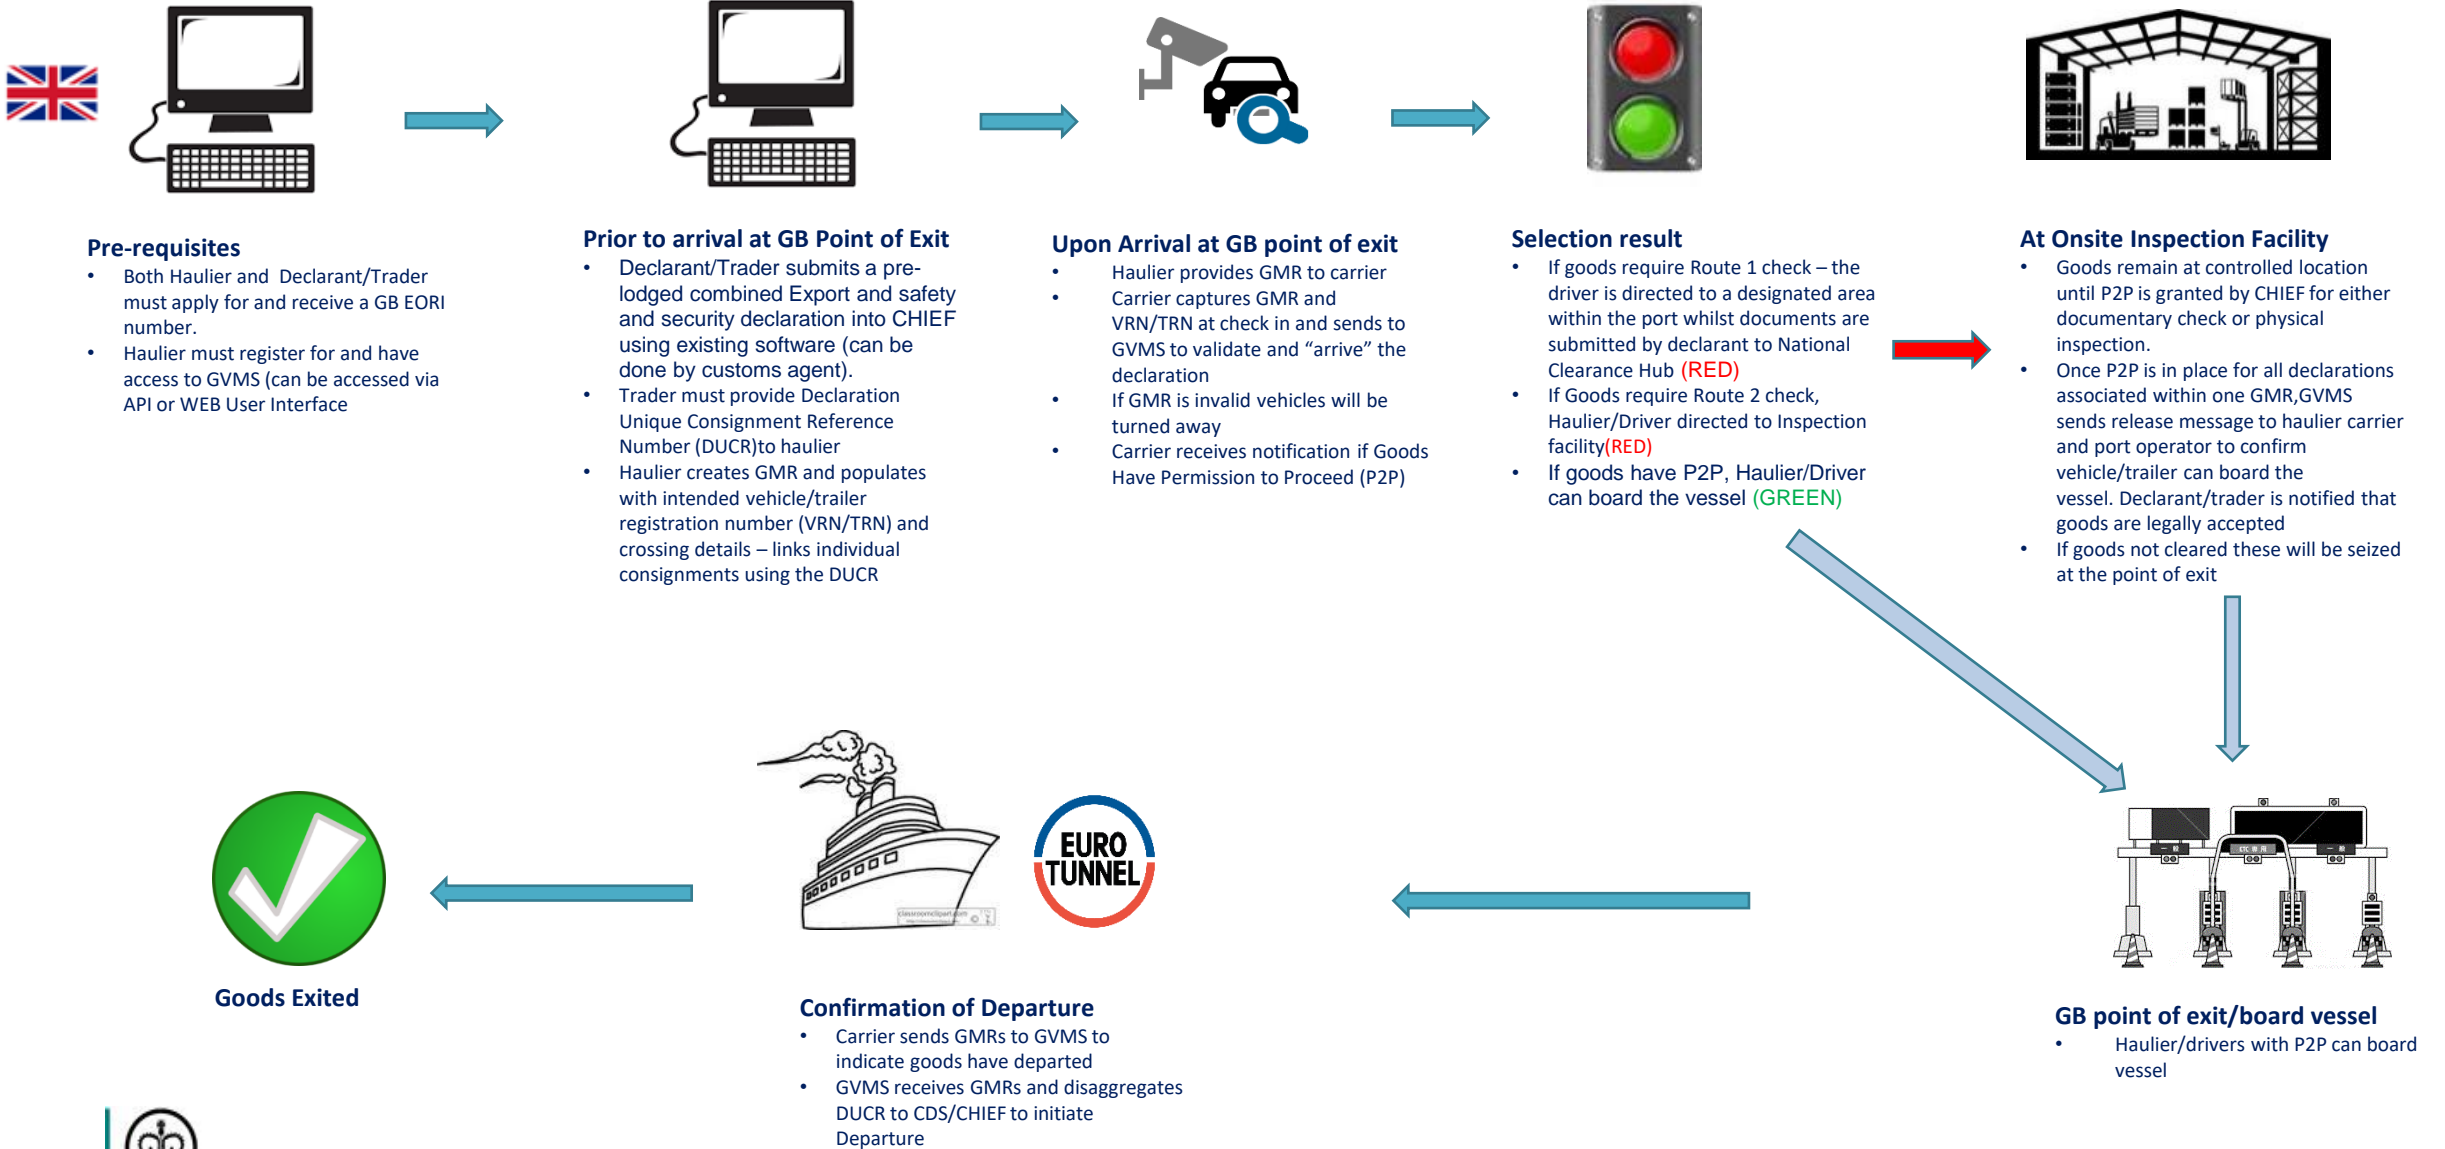 Pre-requisites
• Both Haulier and Declarant/Trader
must apply for and receive a GB EORI
number.
• Haulier must register for and have
access to GVMS (can be accessed via
API or WEB User Interface
Prior to arrival at GB Point of Exit
• Declarant/Trader submits a pre-
lodged combined Export and safety
and security declaration into CHIEF
using existing software (can be
done by customs agent).
• Trader must provide Declaration
Unique Consignment Reference
Number (DUCR)to haulier
• Haulier creates GMR and populates
with intended vehicle/trailer
registration number (VRN/TRN) and
crossing details – links individual
consignments using the DUCR
Upon Arrival at GB point of exit
• Haulier provides GMR to carrier
• Carrier captures GMR and
VRN/TRN at check in and sends to
GVMS to validate and “arrive” the
declaration
• If GMR is invalid vehicles will be
turned away
• Carrier receives notification if Goods
Have Permission to Proceed (P2P)
Selection result
• If goods require Route 1 check – the
driver is directed to a designated area
within the port whilst documents are
submitted by declarant to National
Clearance Hub (RED)
• If Goods require Route 2 check,
Haulier/Driver directed to Inspection
facility(RED)
• If goods have P2P, Haulier/Driver
can board the vessel (GREEN)
At Onsite Inspection Facility
• Goods remain at controlled location
until P2P is granted by CHIEF for either
documentary check or physical
inspection.
• Once P2P is in place for all declarations
associated within one GMR,GVMS
sends release message to haulier carrier
and port operator to confirm
vehicle/trailer can board the
vessel. Declarant/trader is notified that
goods are legally accepted
• If goods not cleared these will be seized
at the point of exit
Goods Exited
classroomclipart.com
EURO
TUNNEL
Confirmation of Departure
• Carrier sends GMRs to GVMS to
indicate goods have departed
• GVMS receives GMRs and disaggregates
DUCR to CDS/CHIEF to initiate
Departure
GB point of exit/board vessel
• Haulier/drivers with P2P can board
vessel